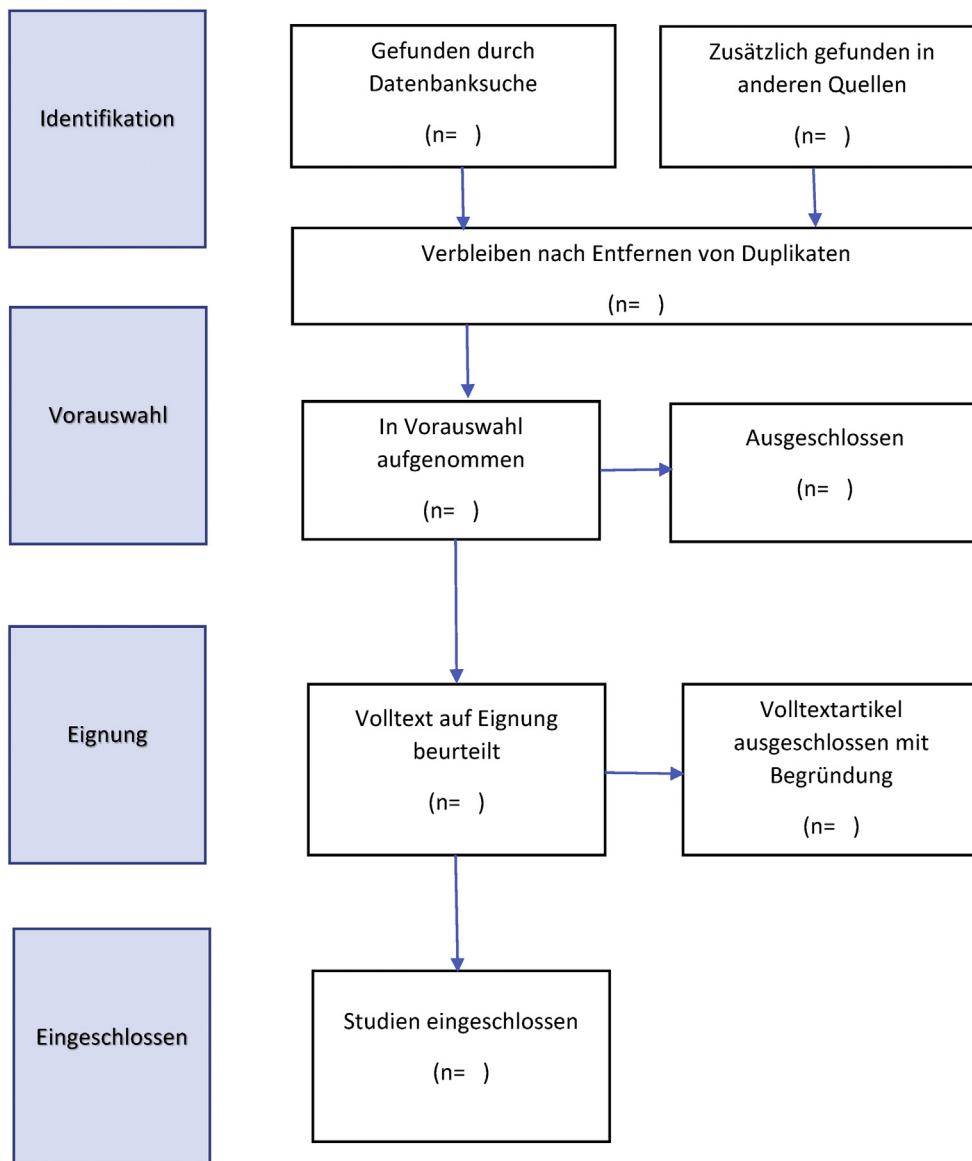 Identifikation
Gefunden durch
Datenbanksuche
(n=   )
Zusätzlich gefunden in
anderen Quellen
(n=   )
Verbleiben nach Entfernen von Duplikaten
(n=   )
Vorauswahl
In Vorauswahl
aufgenommen
(n=   )
Ausgeschlossen
(n=   )
Eignung
Volltext auf Eignung
beurteilt
(n=   )
Volltextartikel
ausgeschlossen mit
Begründung
(n=   )
Eingeschlossen
Studien eingeschlossen
(n=   )